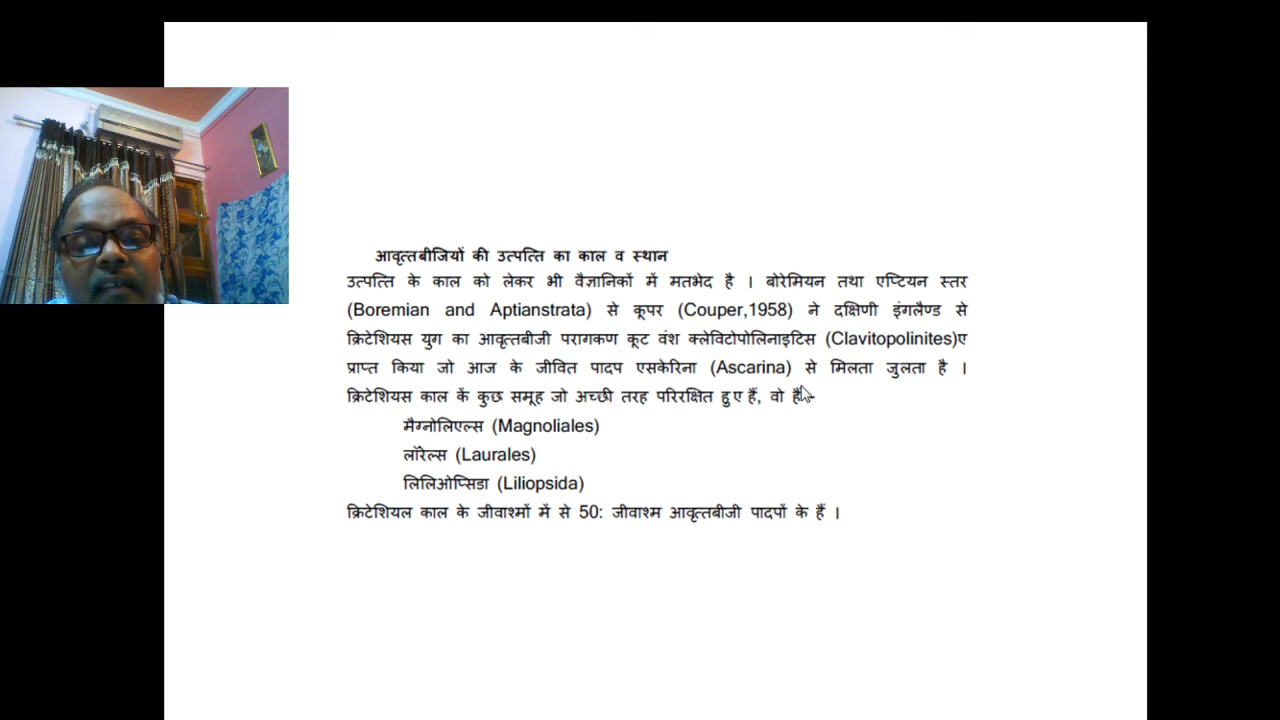 आवृत्तबीजियों की उत्पत्ति का काल व स्थान
उत्पत्ति के काल को लेकर भी वैज्ञानिकों में मतभेद है । बोरेमियन तथा एप्टियन स्तर
(Boremian and Aptianstrata) से कूपर (Couper,1958) ने दक्षिणी इंगलैण्ड से
क्रिटेशियस युग का आवृत्तबीजी परागकण कूट वंश क्लेविटोपोलिनाइटिस (Clavitopolinites)ए
प्राप्त किया जो आज के जीवित पादप एसकेरिना (Ascarina) से मिलता जुलता है ।
क्रिटेशियस काल कें कुछ समूह जो अच्छी तरह परिरक्षित हुए हैं, वो हैं-
मैग्नोलिएल्स (Magnoliales)
लॉरेल्स (Laurales)
लिलिओप्सिडा (Liliopsida)
क्रिटेशियल काल के जीवाश्मों में से 50: जीवाश्म आवृत्तबीजी पादपों के हैं ।